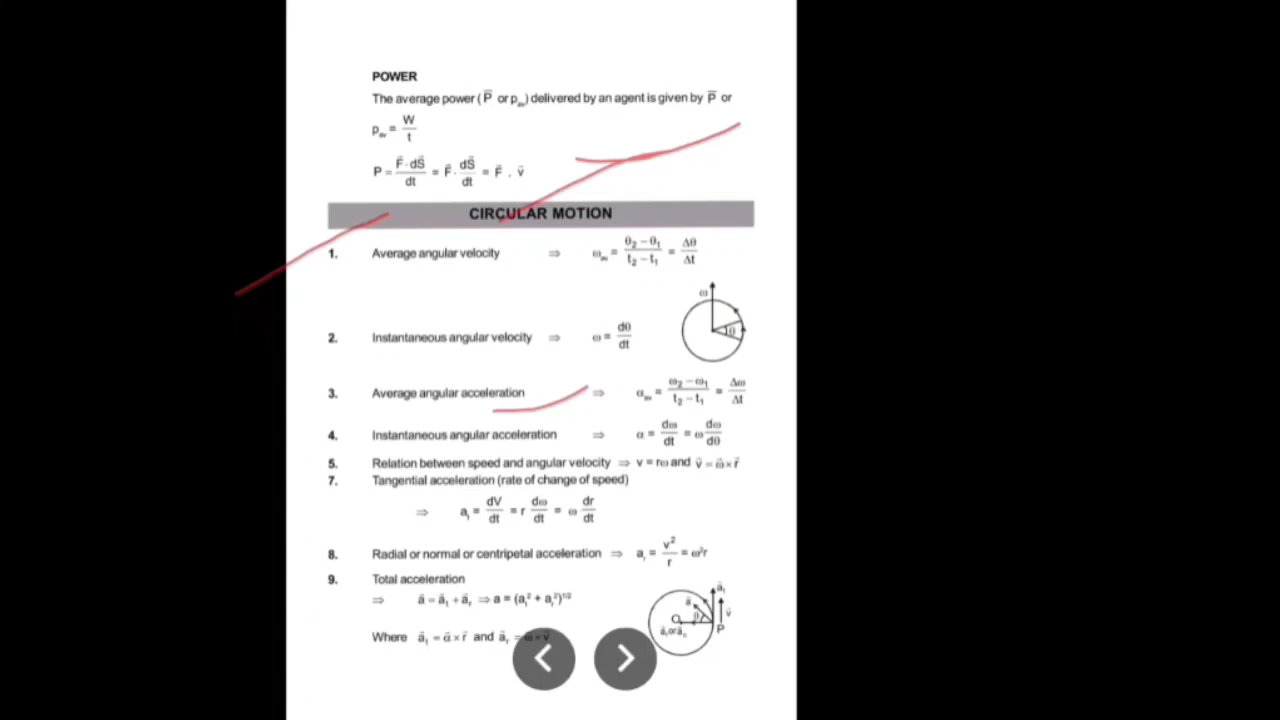 POWER
The average power ( P̅ or pₐᵥ) delivered by an agent is given by P̅ or
pₐᵥ = W/t
P = F⃗·dS⃗/dt = F⃗ · dS⃗/dt = F⃗ . v⃗
CIRCULAR MOTION
1. Average angular velocity ⇒ ωₐᵥ = (θ₂ – θ₁)/(t₂ – t₁) = Δθ/Δt
ω
θ
2. Instantaneous angular velocity ⇒ ω = dθ/dt
3. Average angular acceleration ⇒ αₐᵥ = (ω₂ – ω₁)/(t₂ – t₁) = Δω/Δt
4. Instantaneous angular acceleration ⇒ α = dω/dt = ω dω/dθ
5. Relation between speed and angular velocity ⇒ v = rω and v⃗ = ω⃗ × r⃗
7. Tangential acceleration (rate of change of speed)
⇒ aₜ = dV/dt = r dω/dt = ω dr/dt
8. Radial or normal or centripetal acceleration ⇒ aᵣ = v²/r = ω²r
9. Total acceleration
⇒ a⃗ = a⃗ₜ + a⃗ᵣ ⇒ a = (aₜ² + aᵣ²)^1/2
a⃗ₜ
a⃗
v⃗
O
θ
P
a⃗ᵣ or a⃗c
Where a⃗ₜ = α⃗ × r⃗ and a⃗ᵣ = ω⃗ × v⃗